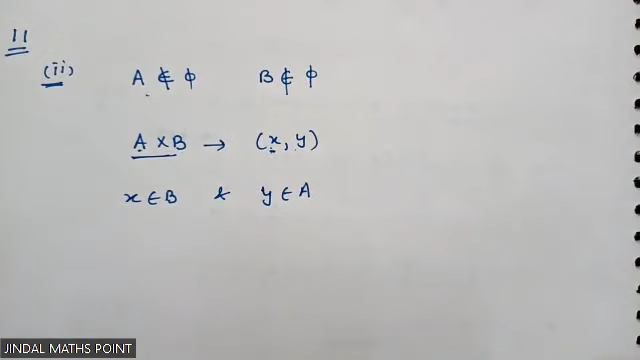 11
(ii) A ∉ ϕ B ∉ ϕ
A × B → (x, y)
x ∈ B & y ∈ A
JINDAL MATHS POINT